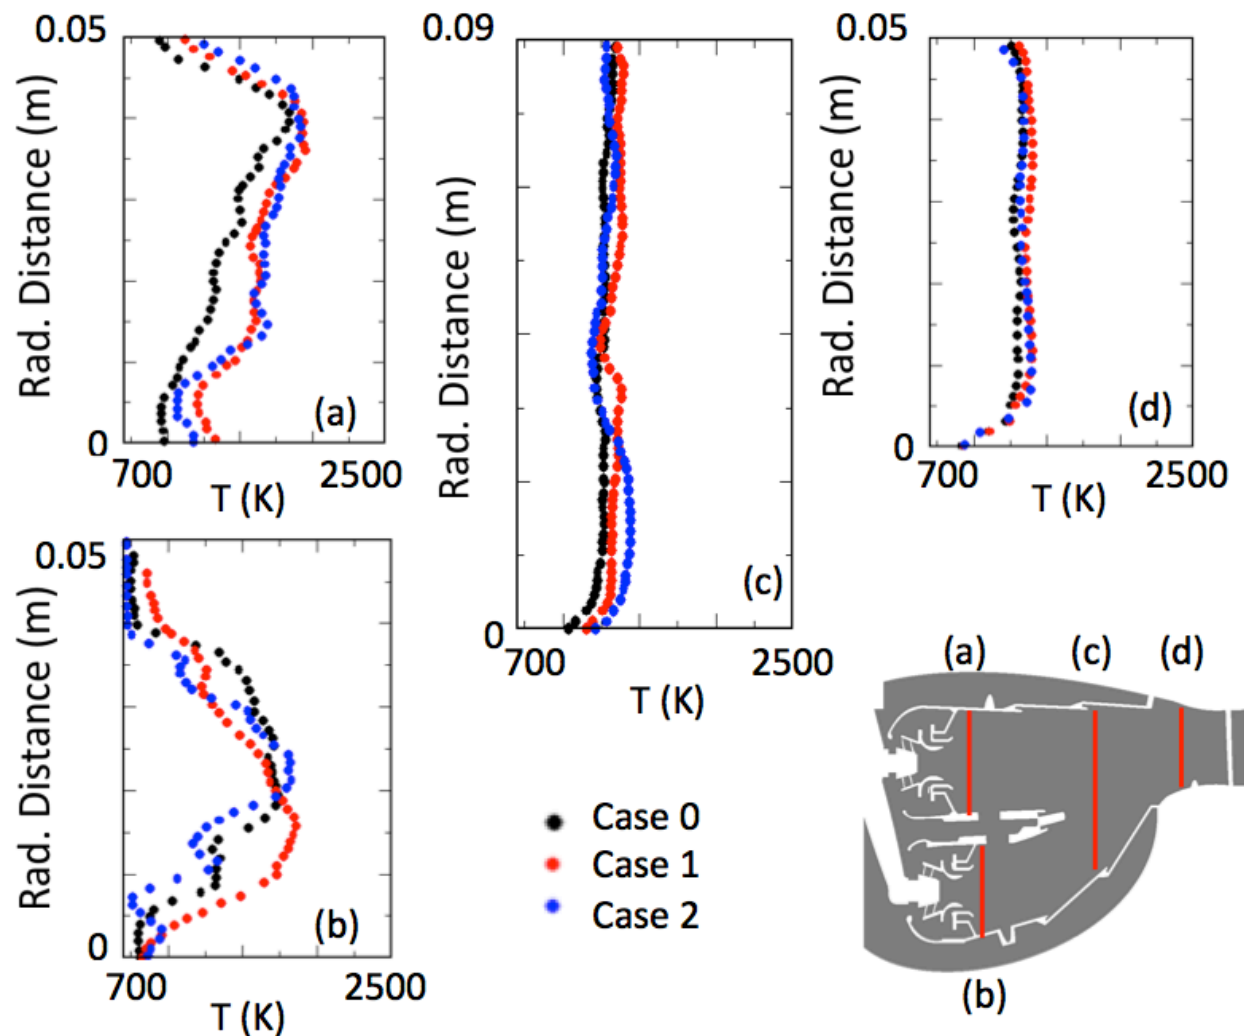 0.05
Rad. Distance (m)
(a)
0
700
2500
T (K)
0.09
Rad. Distance (m)
(c)
0
700
2500
T (K)
0.05
Rad. Distance (m)
(d)
0
700
2500
T (K)
0.05
Rad. Distance (m)
(b)
0
700
2500
T (K)
Case 0
Case 1
Case 2
(a)
(c)
(d)
(b)